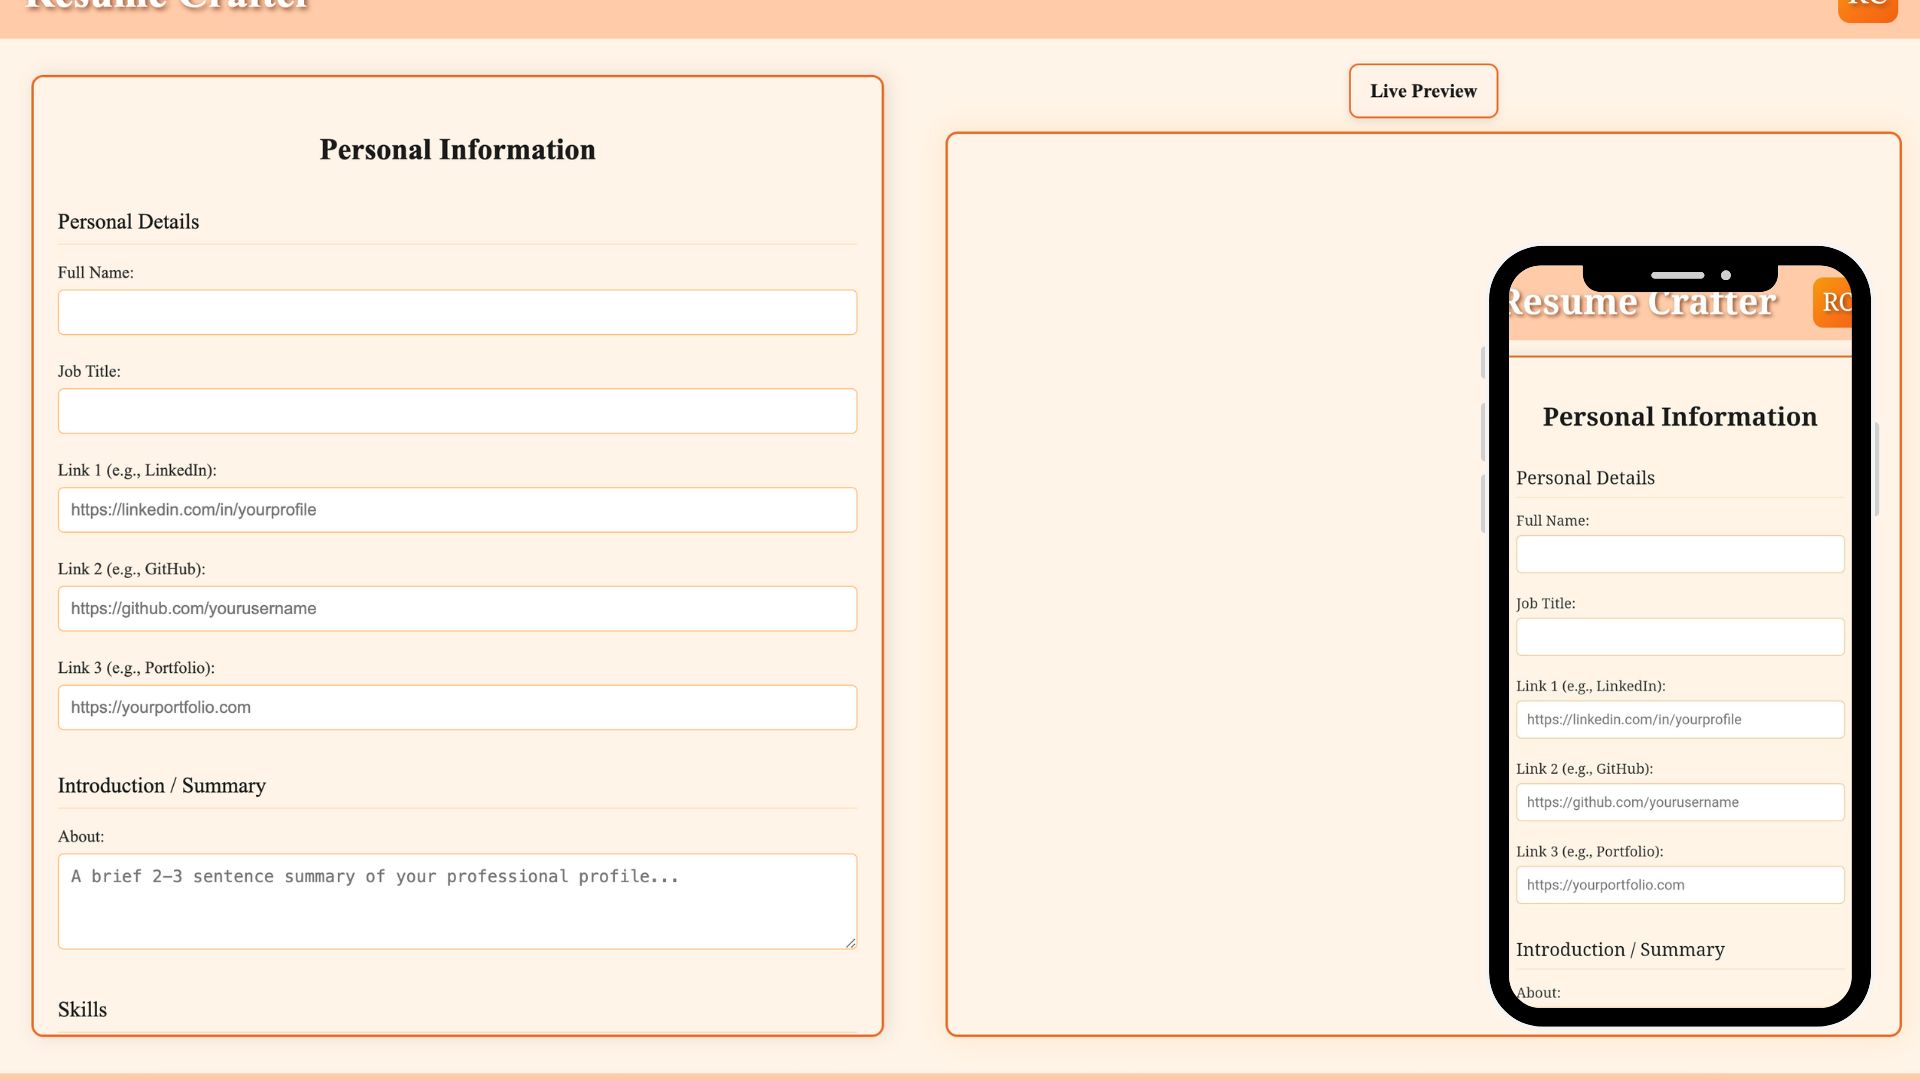 Resume Crafter
RC
Personal Information
Personal Details
Full Name:
Job Title:
Link 1 (e.g., LinkedIn):
https://linkedin.com/in/yourprofile
Link 2 (e.g., GitHub):
https://github.com/yourusername
Link 3 (e.g., Portfolio):
https://yourportfolio.com
Introduction / Summary
About:
A brief 2-3 sentence summary of your professional profile...
Skills
Live Preview
Resume Crafter
RC
Personal Information
Personal Details
Full Name:
Job Title:
Link 1 (e.g., LinkedIn):
https://linkedin.com/in/yourprofile
Link 2 (e.g., GitHub):
https://github.com/yourusername
Link 3 (e.g., Portfolio):
https://yourportfolio.com
Introduction / Summary
About: